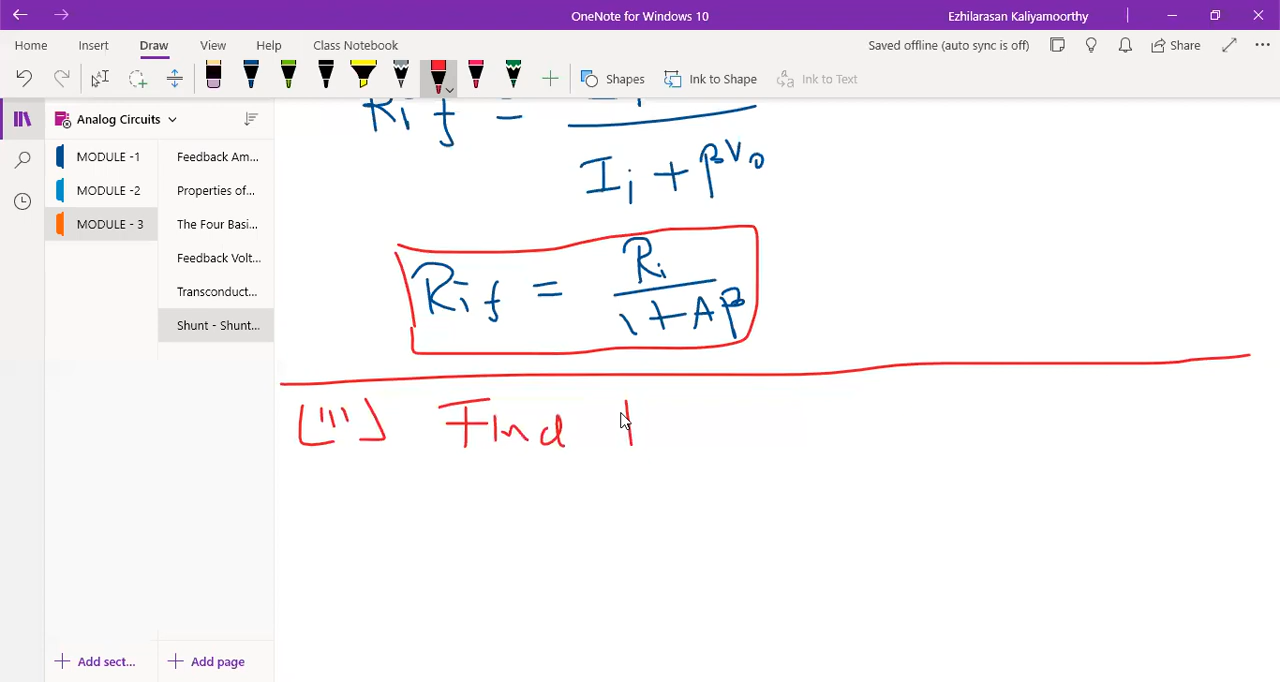 OneNote for Windows 10
Ezhilarasan Kaliyamoorthy
Home Insert Draw View Help Class Notebook
Saved offline (auto sync is off)
Share
Shapes
Ink to Shape
Ink to Text
Analog Circuits
MODULE -1
MODULE -2
MODULE - 3
Feedback Am...
Properties of...
The Four Basi...
Feedback Volt...
Transconduct...
Shunt - Shunt...
Add sect...
Add page
Rif =
Ii + βVo
Rif = Ri
1+Aβ
(iii) Find